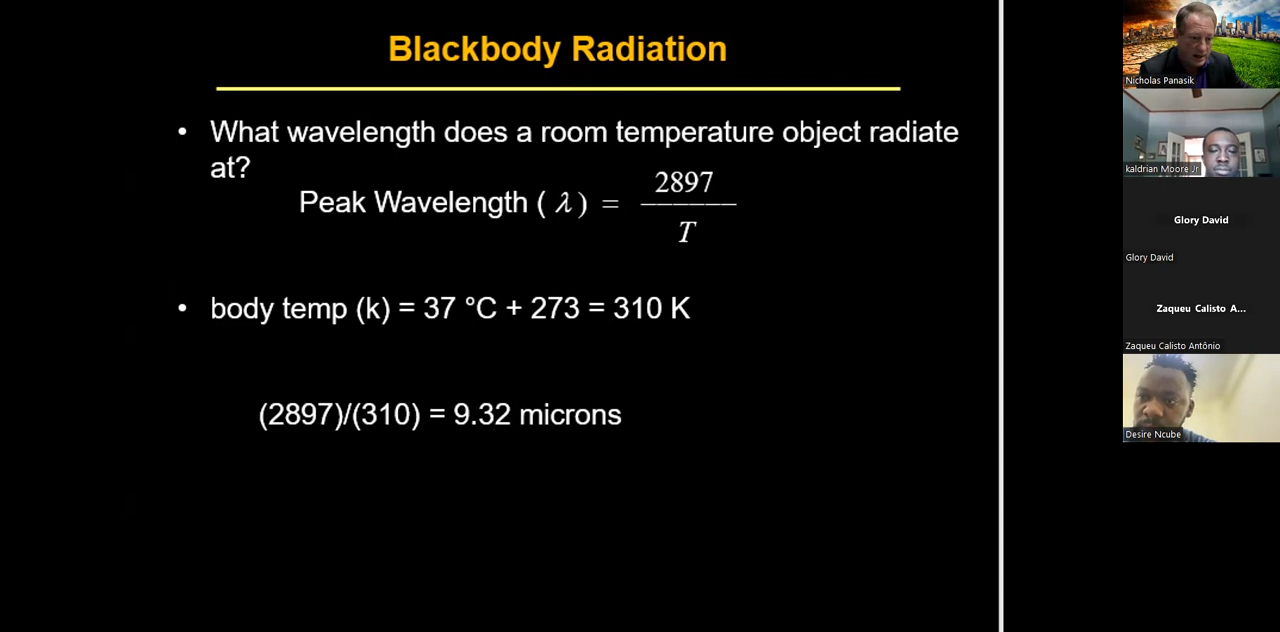 Blackbody Radiation
• What wavelength does a room temperature object radiate
at?
Peak Wavelength ( λ ) = 2897
T
• body temp (k) = 37 °C + 273 = 310 K
(2897)/(310) = 9.32 microns
Nicholas Panasik
kaldrian Moore Jr
Glory David
Glory David
Zaqueu Calisto A...
Zaqueu Calisto Antônio
Desire Ncube